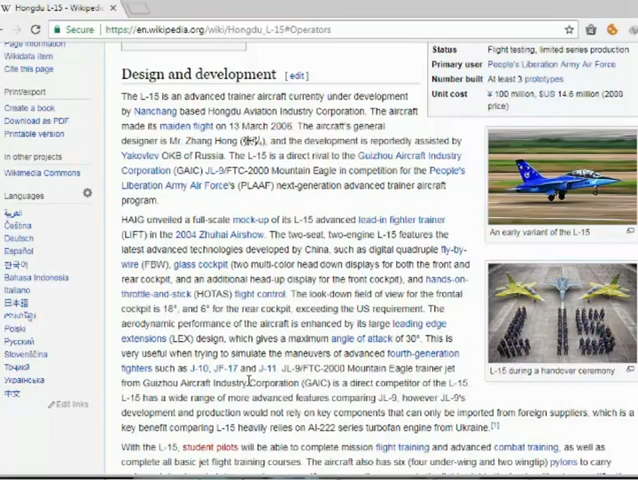 Hongdu L-15 - Wikipedi
Secure
https://en.wikipedia.org/wiki/Hongdu_L-15#Operators
Page information
Wikidata item
Cite this page
Print/export
Create a book
Download as PDF
Printable version
In other projects
Wikimedia Commons
Languages
العربية
Čeština
Deutsch
Español
한국어
Bahasa Indonesia
Italiano
日本語
Polski
Русский
Slovenščina
Українська
中文
Edit links
Design and development [ edit ]
The L-15 is an advanced trainer aircraft currently under development
by Nanchang based Hongdu Aviation Industry Corporation. The aircraft
made its maiden flight on 13 March 2006. The aircraft's general
designer is Mr. Zhang Hong (张弘), and the development is reportedly assisted by
Yakovlev OKB of Russia. The L-15 is a direct rival to the Guizhou Aircraft Industry
Corporation (GAIC) JL-9/FTC-2000 Mountain Eagle in competition for the People's
Liberation Army Air Force's (PLAAF) next-generation advanced trainer aircraft
program.
HAIG unveiled a full-scale mock-up of its L-15 advanced lead-in fighter trainer
(LIFT) in the 2004 Zhuhai Airshow. The two-seat, two-engine L-15 features the
latest advanced technologies developed by China, such as digital quadruple fly-by-
wire (FBW), glass cockpit (two multi-color head down displays for both the front and
rear cockpit, and an additional head-up display for the front cockpit), and hands-on-
throttle-and-stick (HOTAS) flight control. The look-down field of view for the frontal
cockpit is 18°, and 6° for the rear cockpit, exceeding the US requirement. The
aerodynamic performance of the aircraft is enhanced by its large leading edge
extensions (LEX) design, which gives a maximum angle of attack of 30°. This is
very useful when trying to simulate the maneuvers of advanced fourth-generation
fighters such as J-10, JF-17 and J-11. JL-9/FTC-2000 Mountain Eagle trainer jet
from Guizhou Aircraft Industry Corporation (GAIC) is a direct competitor of the L-15.
L-15 has a wide range of more advanced features comparing JL-9, however JL-9's
development and production would not rely on key components that can only be imported from foreign suppliers, which is a
key benefit comparing L-15 heavily relies on AI-222 series turbofan engine from Ukraine.[1]
With the L-15, student pilots will be able to complete mission flight training and advanced combat training, as well as
complete all basic jet flight training courses. The aircraft also has six (four under-wing and two wingtip) pylons to carry
Status Flight testing, limited series production
Primary user People's Liberation Army Air Force
Number built At least 3 prototypes
Unit cost ¥ 100 million, $US 14.6 million (2008
price)
An early variant of the L-15
L-15 during a handover ceremony